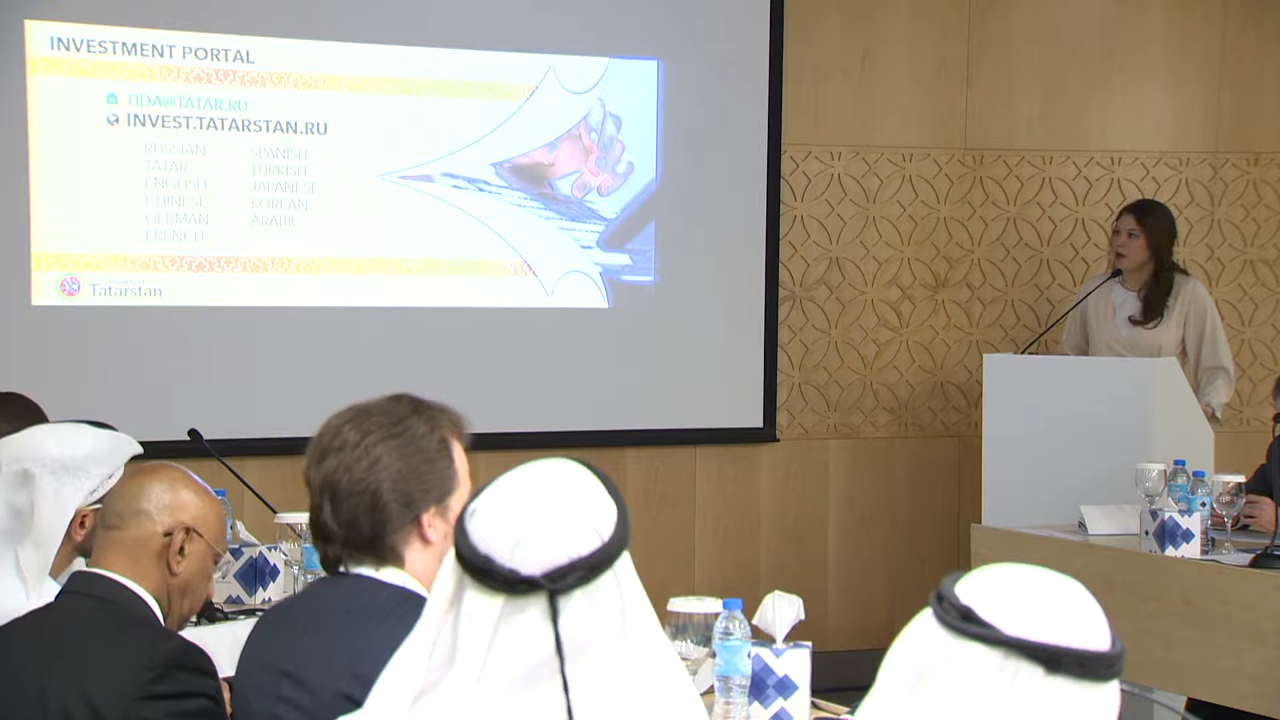 INVESTMENT PORTAL
TIDA@TATAR.RU
INVEST.TATARSTAN.RU
RUSSIAN
TATAR
ENGLISH
CHINESE
GERMAN
FRENCH
SPANISH
TURKISH
JAPANESE
KOREAN
ARABIC
Tatarstan